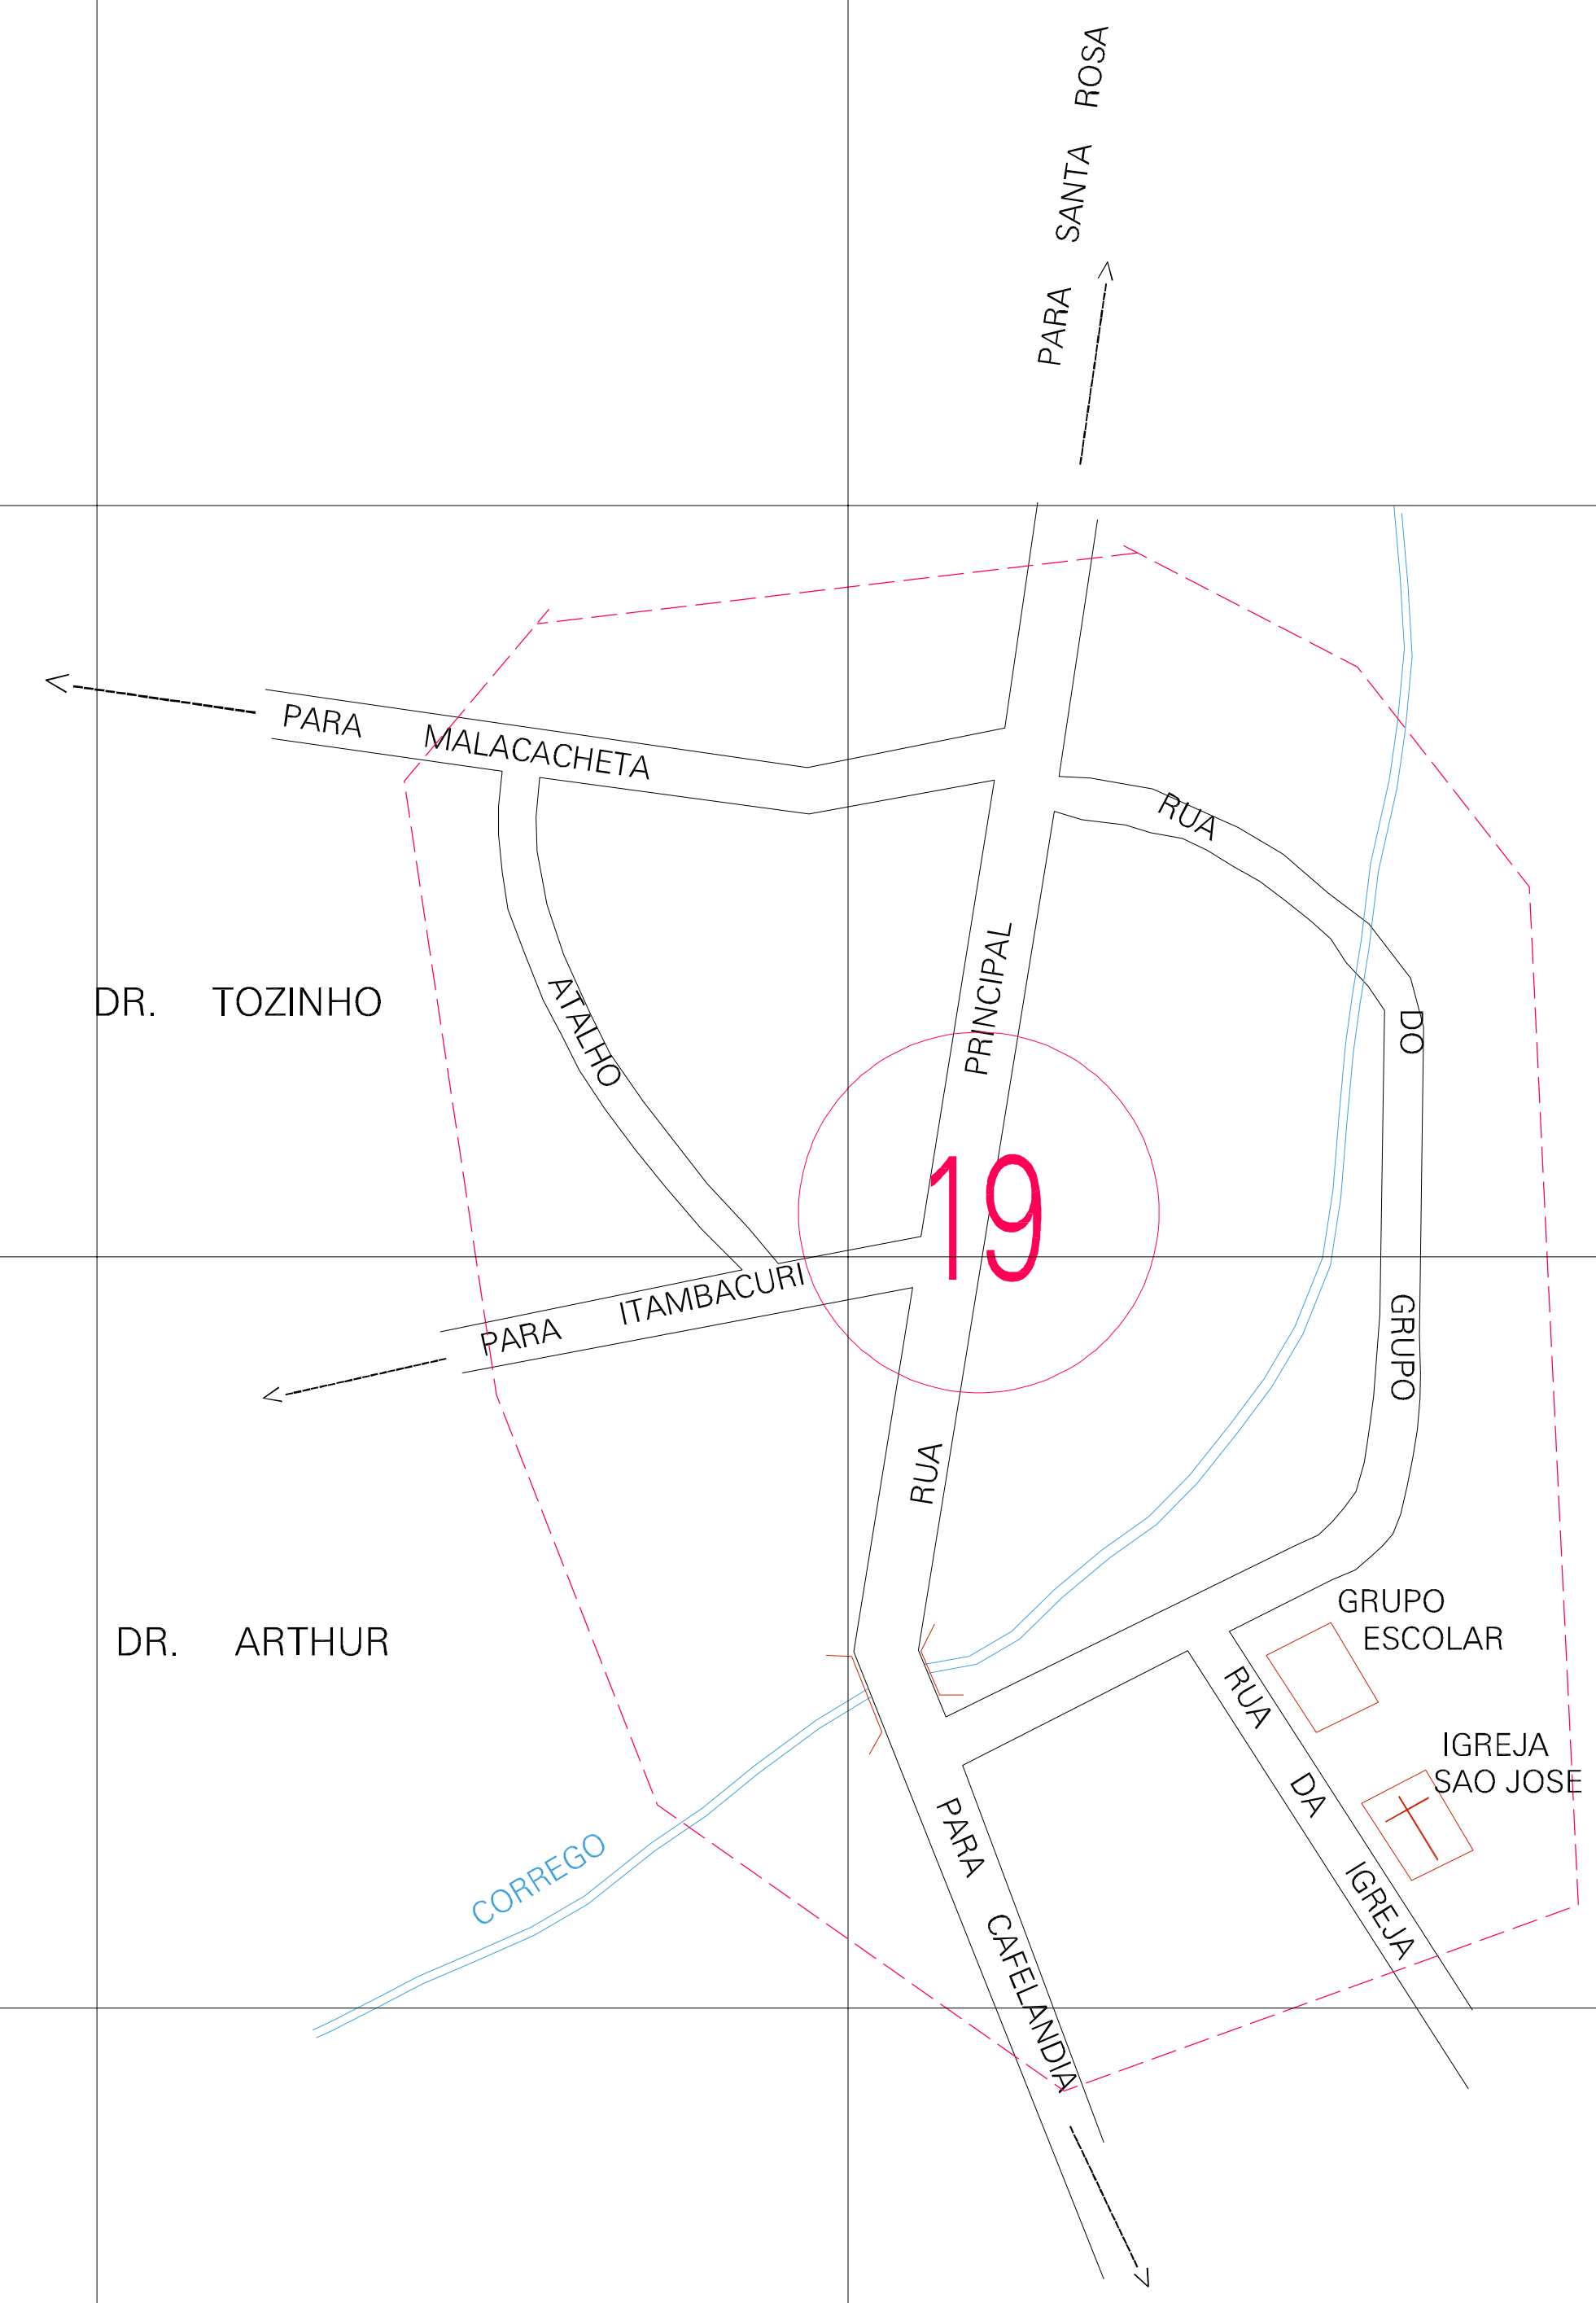 PARA SANTA ROSA
PARA MALACACHETA
RUA DO GRUPO
RUA PRINCIPAL
DR. TOZINHO
ATALHO
19
PARA ITAMBACURI
DR. ARTHUR
GRUPO
ESCOLAR
RUA DA IGREJA
IGREJA
SAO JOSE
PARA CAFELANDIA
CORREGO